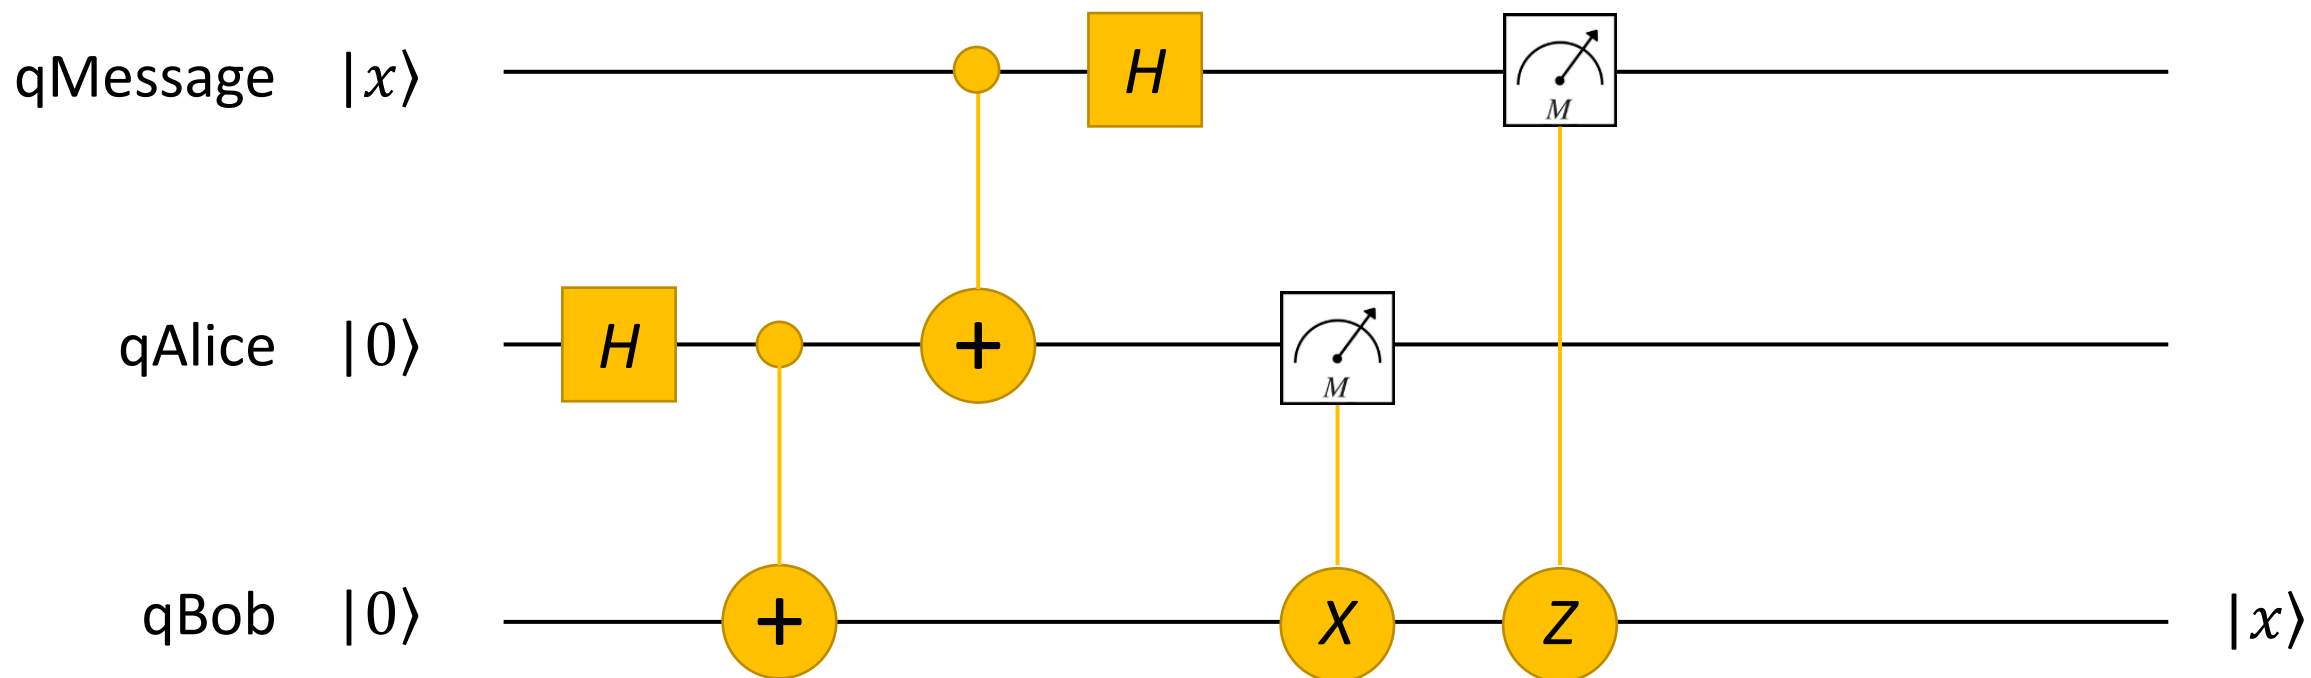 qMessage |x⟩ H M
qAlice |0⟩ H + M
qBob |0⟩ + X Z |x⟩